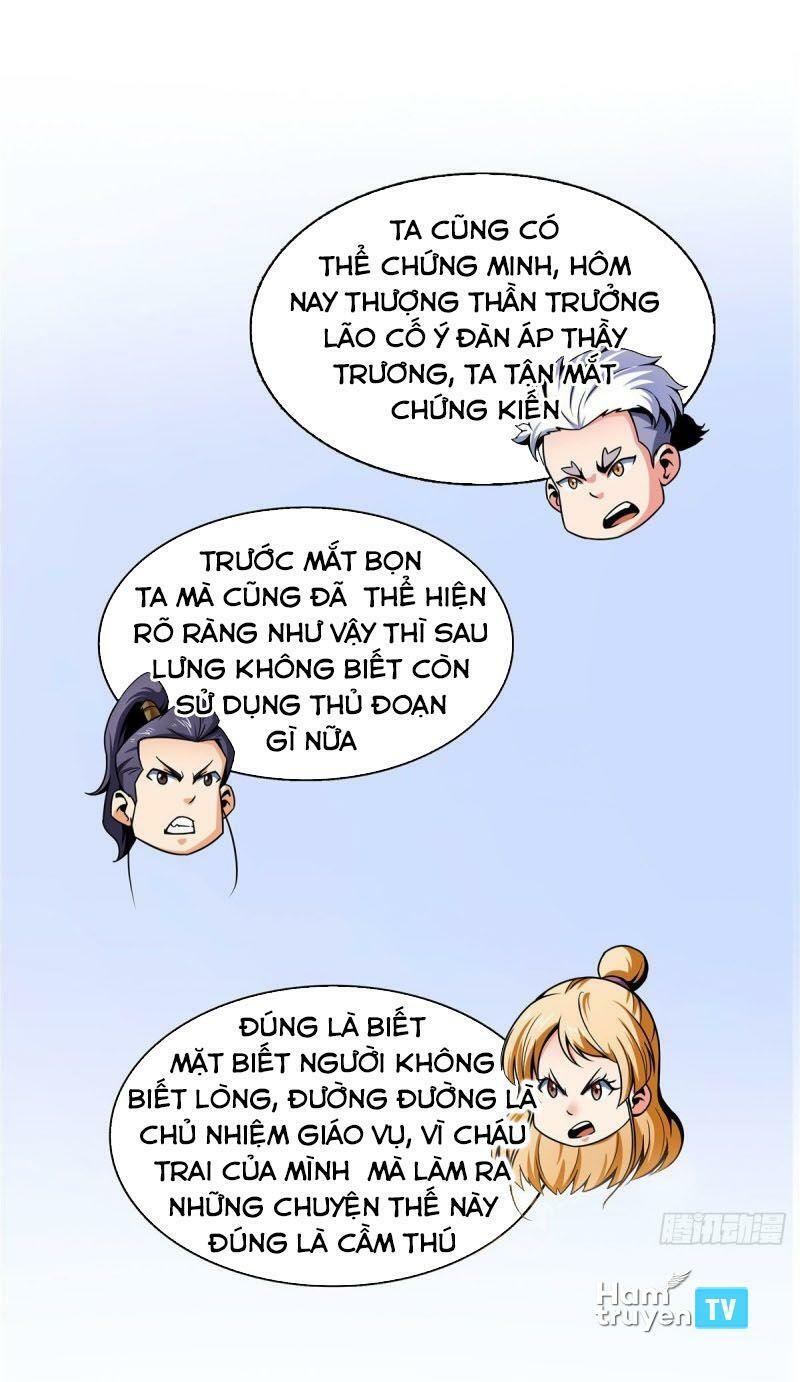 TA CŨNG CÓ
THỂ CHỨNG MINH, HÔM
NAY THƯỢNG THẦN TRƯỞNG
LÃO CỐ Ý ĐÀN ÁP THẦY
TRƯƠNG, TA TẬN MẮT
CHỨNG KIẾN
TRƯỚC MẮT BỌN
TA MÀ CŨNG ĐÃ THỂ HIỆN
RÕ RÀNG NHƯ VẬY THÌ SAU
LƯNG KHÔNG BIẾT CÒN
SỬ DỤNG THỦ ĐOẠN
GÌ NỮA
ĐÚNG LÀ BIẾT
MẶT BIẾT NGƯỜI KHÔNG
BIẾT LÒNG, ĐƯỜNG ĐƯỜNG LÀ
CHỦ NHIỆM GIÁO VỤ, VÌ CHÁU
TRAI CỦA MÌNH MÀ LÀM RA
NHỮNG CHUYỆN THẾ NÀY
ĐÚNG LÀ CẦM THÚ
腾讯动漫
Ham
truyen TV